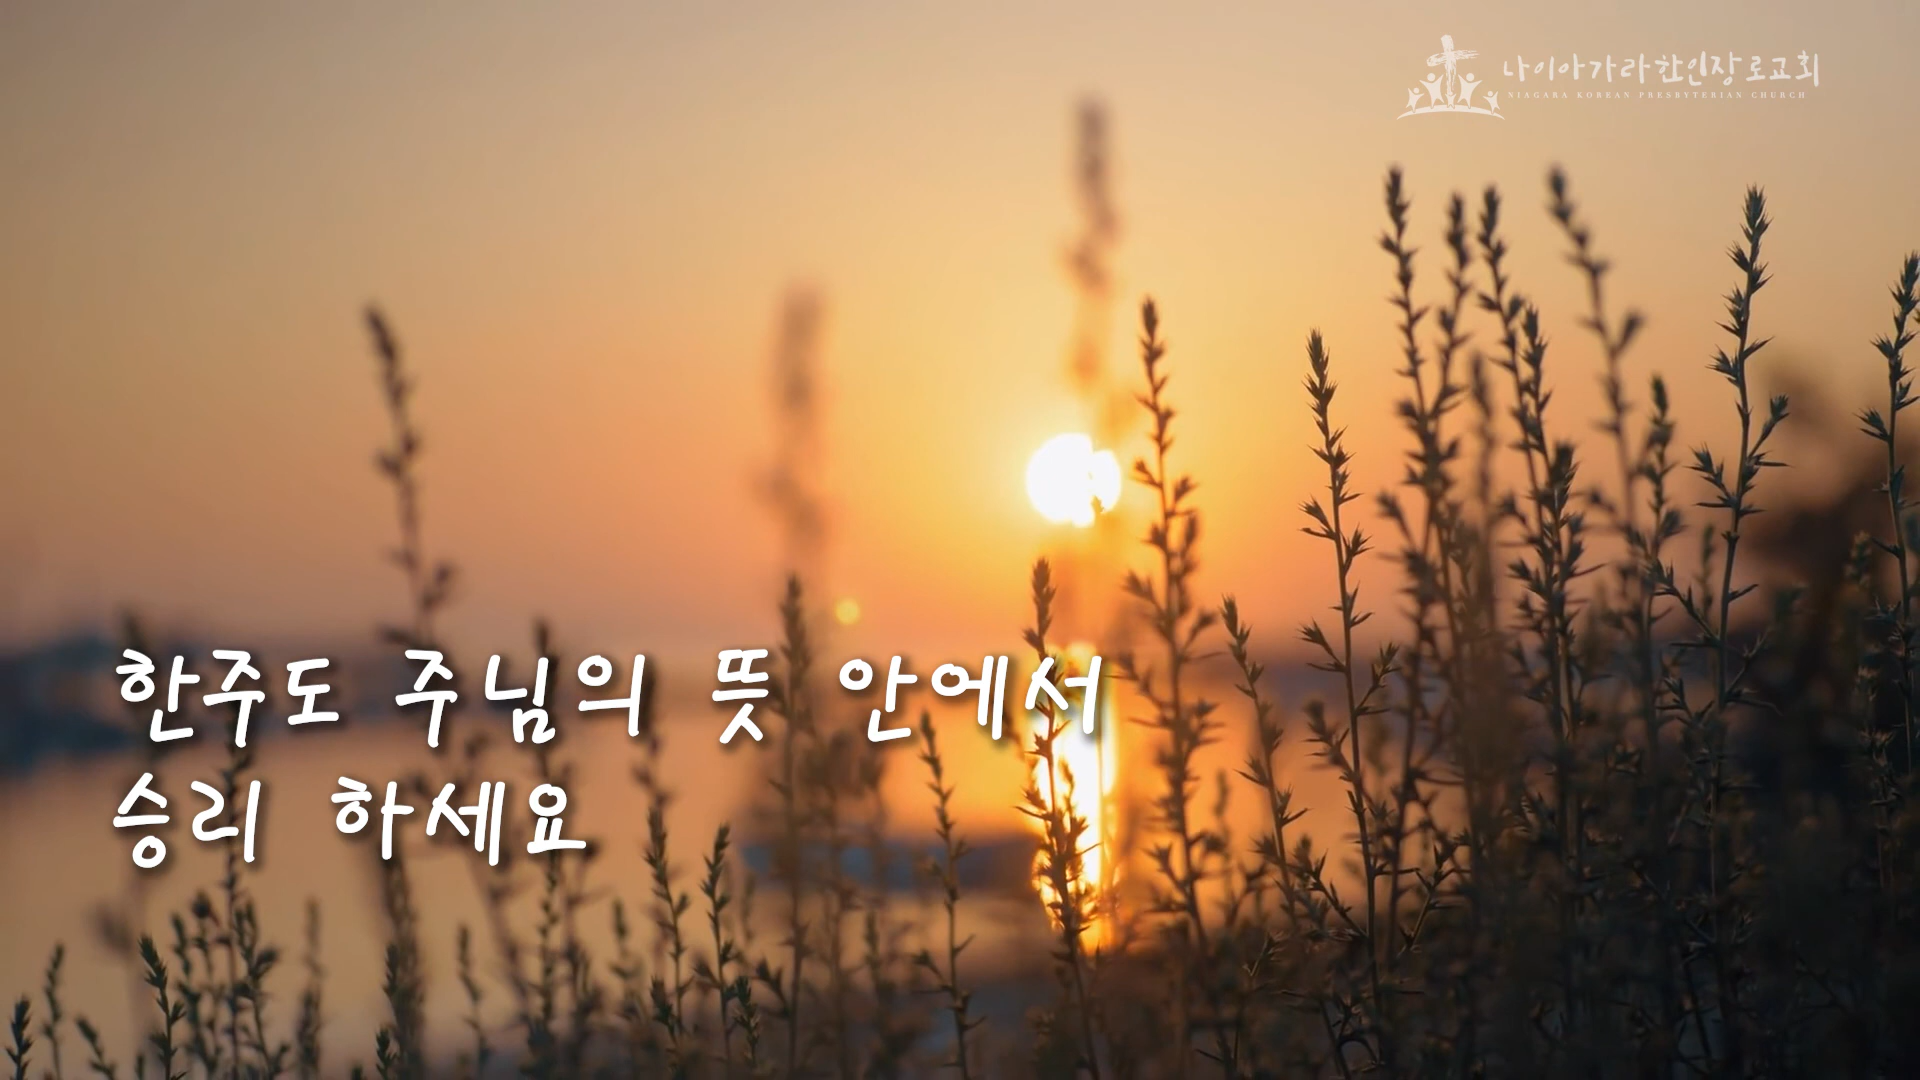 나이아가라한인장로교회
NIAGARA KOREAN PRESBYTERIAN CHURCH
한주도 주님의 뜻 안에서
승리 하세요